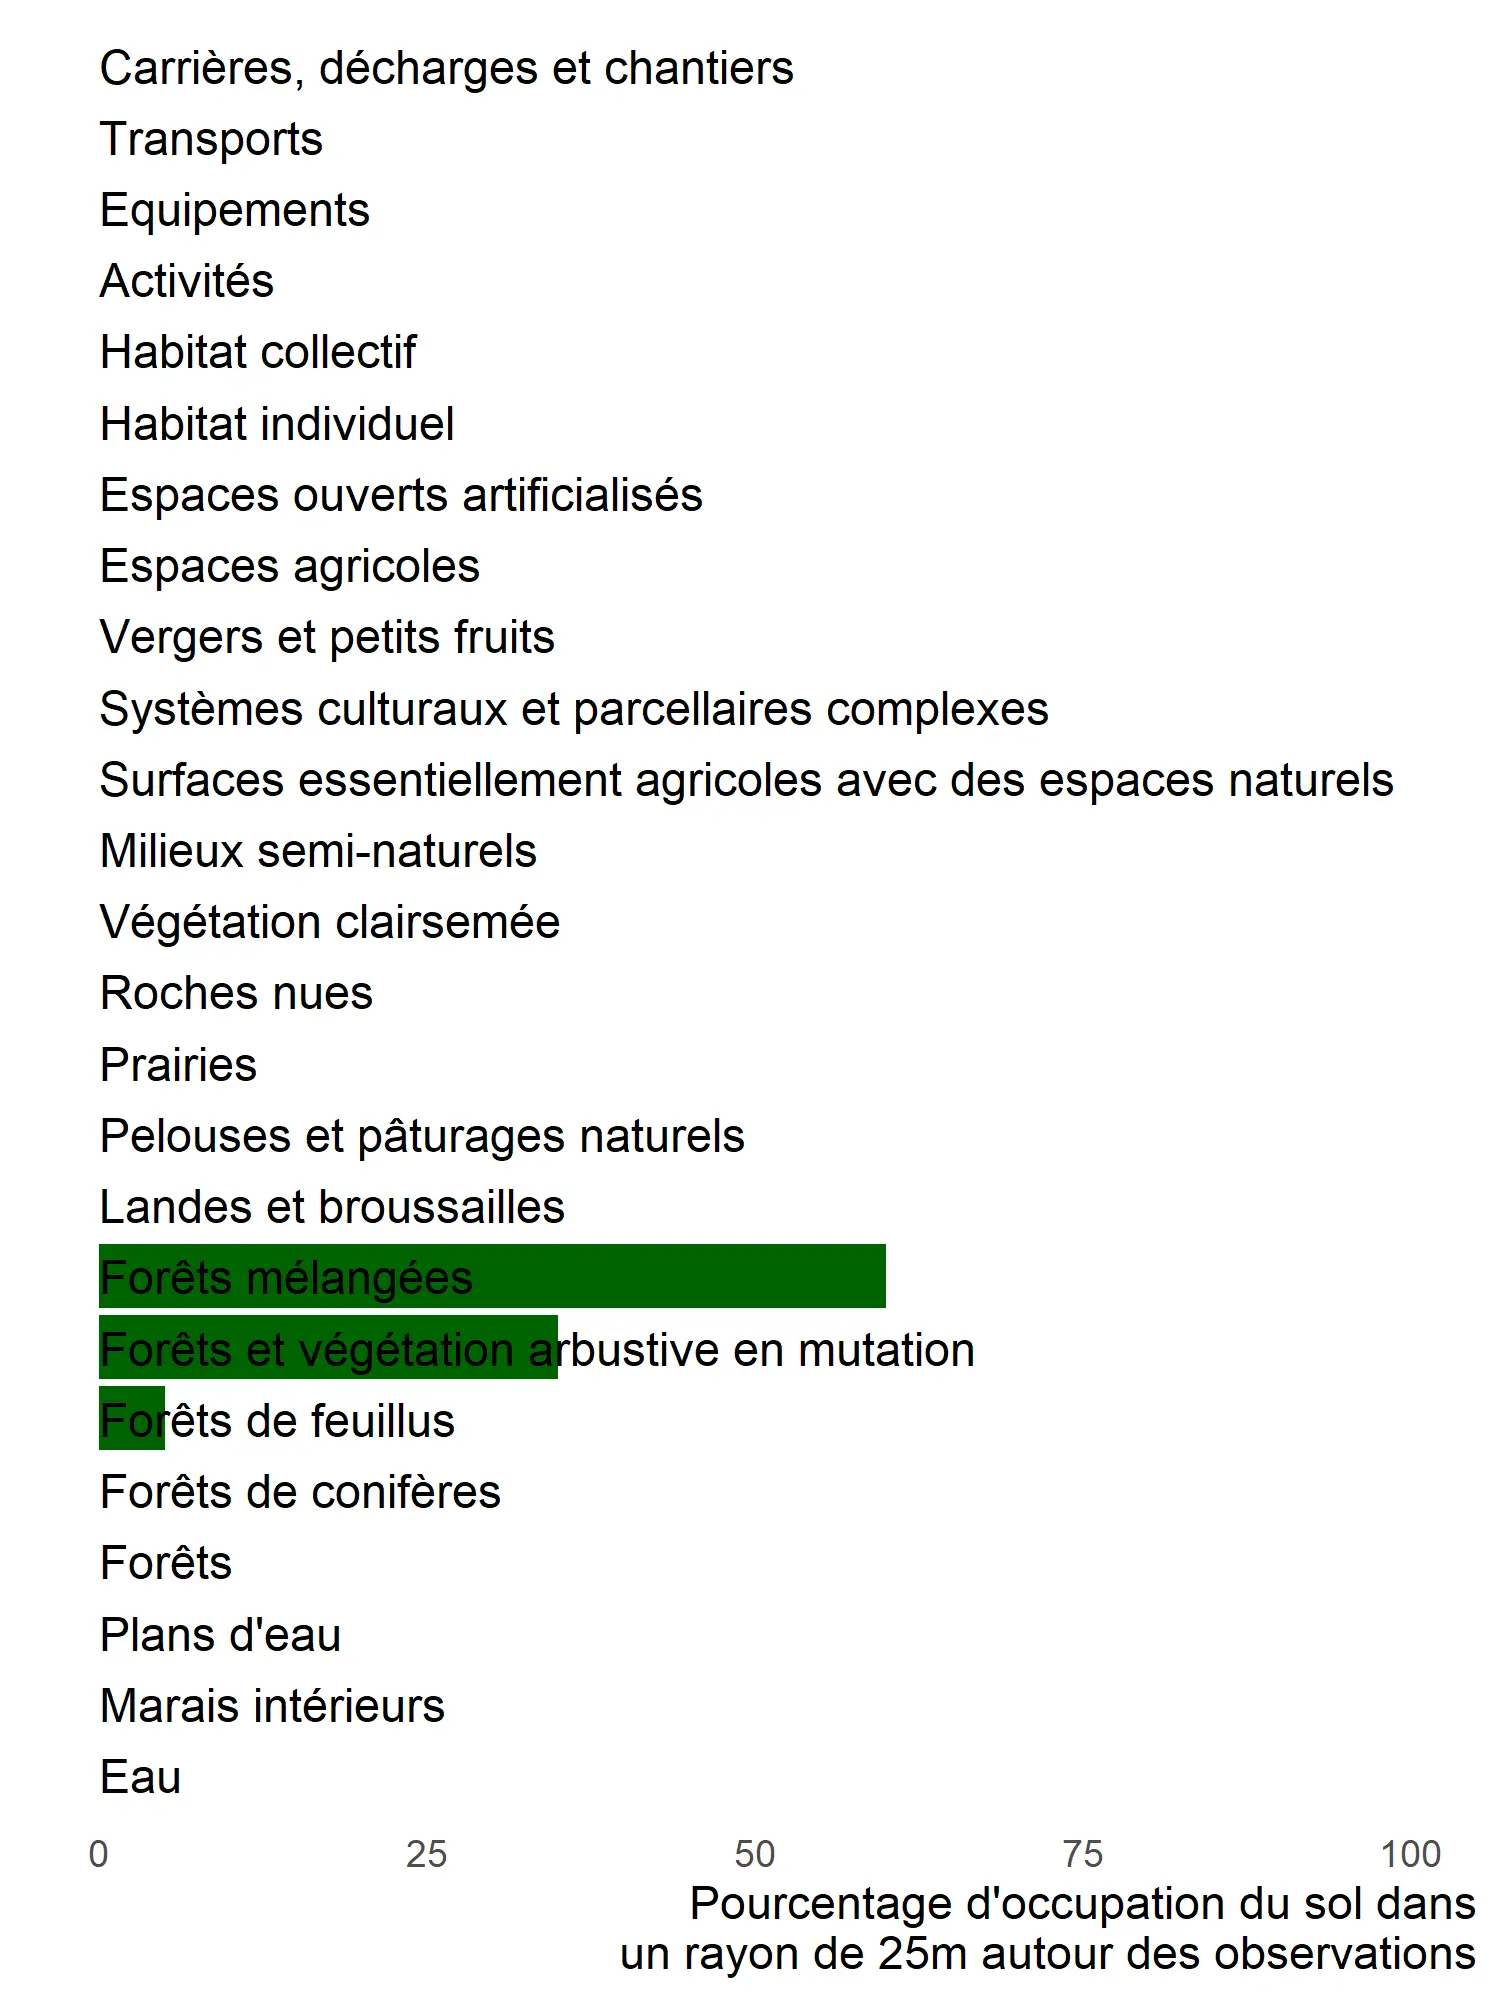 Carrières, décharges et chantiers
Transports
Equipements
Activités
Habitat collectif
Habitat individuel
Espaces ouverts artificialisés
Espaces agricoles
Vergers et petits fruits
Systèmes culturaux et parcellaires complexes
Surfaces essentiellement agricoles avec des espaces naturels
Milieux semi-naturels
Végétation clairsemée
Roches nues
Prairies
Pelouses et pâturages naturels
Landes et broussailles
Forêts mélangées
Forêts et végétation arbustive en mutation
Forêts de feuillus
Forêts de conifères
Forêts
Plans d'eau
Marais intérieurs
Eau
0 25 50 75 100
Pourcentage d'occupation du sol dans
un rayon de 25m autour des observations